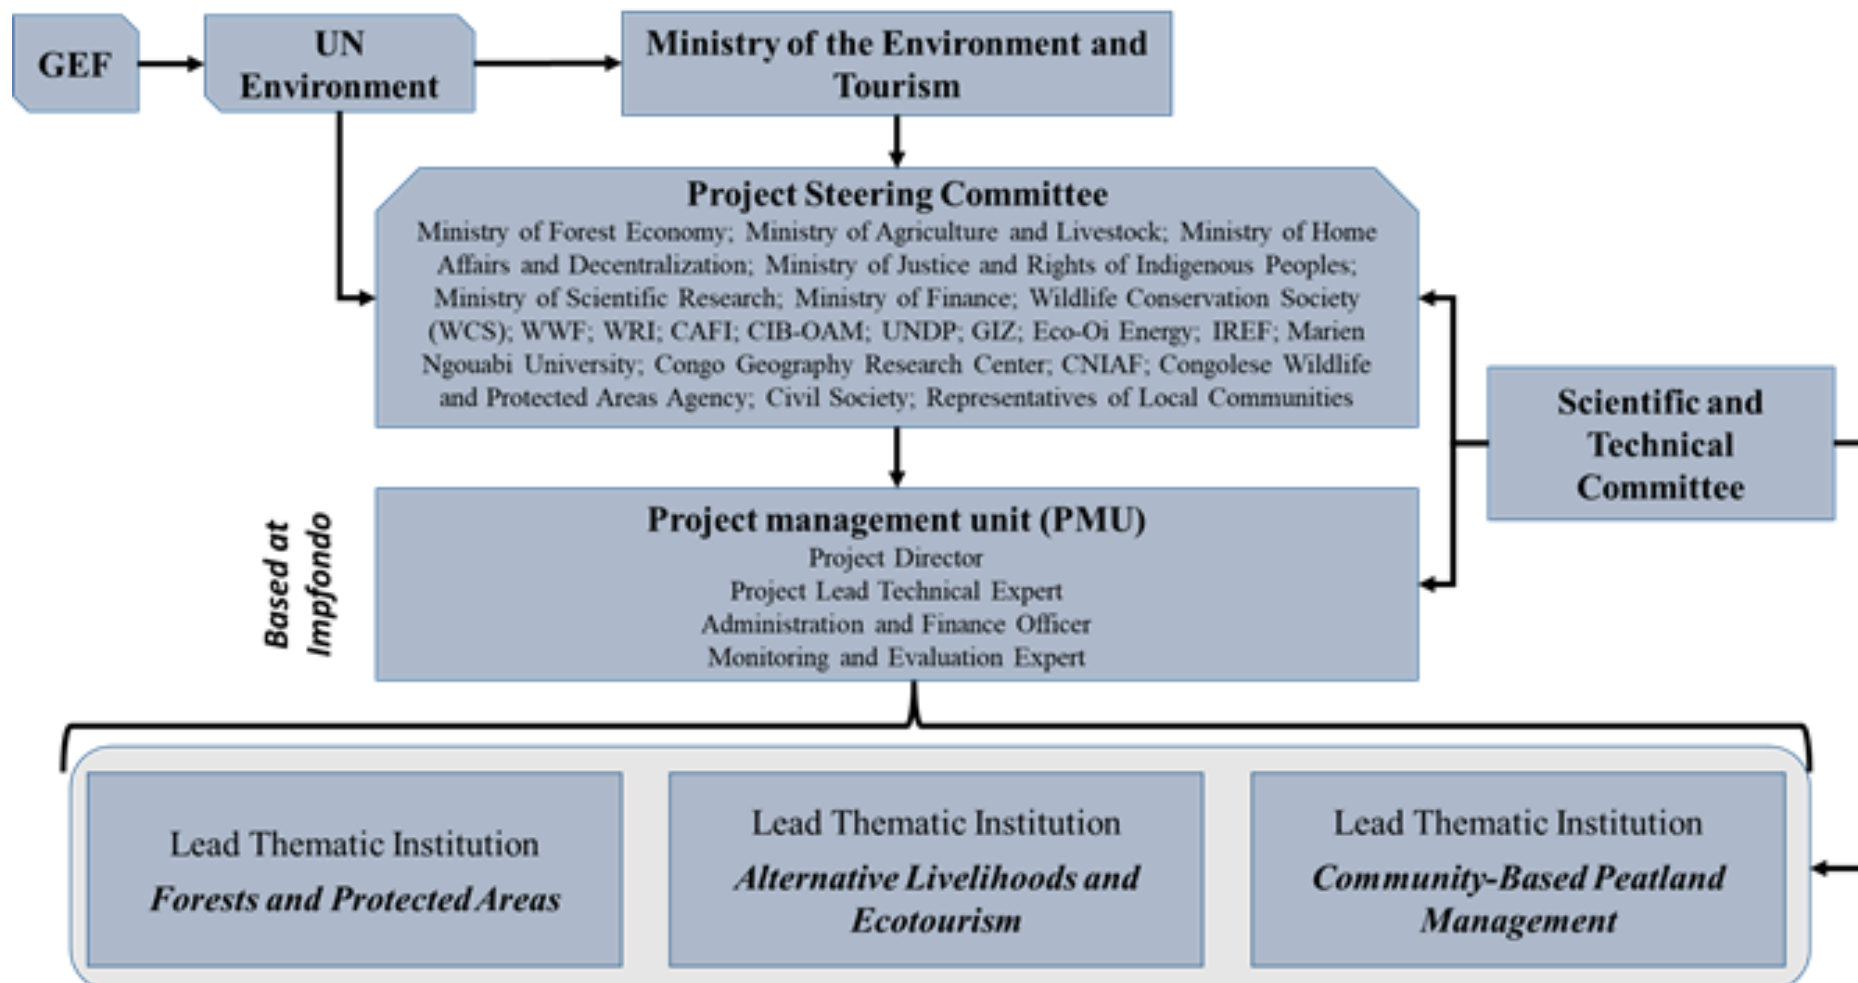 GEF
UN
Environment
Ministry of the Environment and
Tourism
Project Steering Committee
Ministry of Forest Economy; Ministry of Agriculture and Livestock; Ministry of Home
Affairs and Decentralization; Ministry of Justice and Rights of Indigenous Peoples;
Ministry of Scientific Research; Ministry of Finance; Wildlife Conservation Society
(WCS); WWF; WRI; CAFI; CIB-OAM; UNDP; GIZ; Eco-Oi Energy; IREF; Marien
Ngouabi University; Congo Geography Research Center; CNIAF; Congolese Wildlife
and Protected Areas Agency; Civil Society; Representatives of Local Communities
Scientific and
Technical
Committee
Based at
Impfondo
Project management unit (PMU)
Project Director
Project Lead Technical Expert
Administration and Finance Officer
Monitoring and Evaluation Expert
Lead Thematic Institution
Forests and Protected Areas
Lead Thematic Institution
Alternative Livelihoods and
Ecotourism
Lead Thematic Institution
Community-Based Peatland
Management